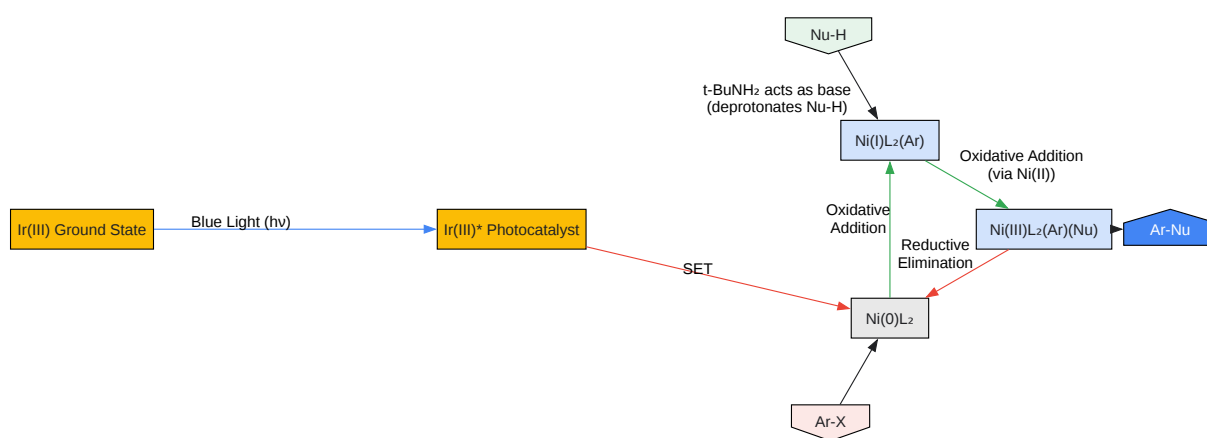 Nu-H
t-BuNH₂ acts as base
(deprotonates Nu-H)
Ni(I)L₂(Ar)
Oxidative Addition
(via Ni(II))
Ir(III) Ground State
Blue Light (hν)
Ir(III)* Photocatalyst
Oxidative
Addition
Ni(III)L₂(Ar)(Nu)
Ar-Nu
Reductive
Elimination
SET
Ni(0)L₂
Ar-X